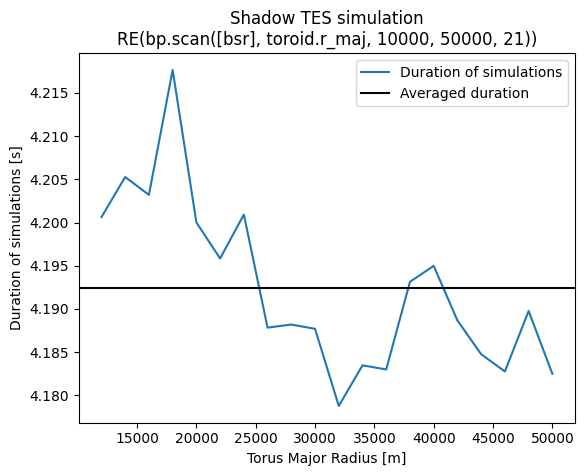 Shadow TES simulation
RE(bp.scan([bsr], toroid.r_maj, 10000, 50000, 21))
Duration of simulations
Averaged duration
4.215
4.210
4.205
4.200
4.195
4.190
4.185
4.180
Duration of simulations [s]
15000 20000 25000 30000 35000 40000 45000 50000
Torus Major Radius [m]